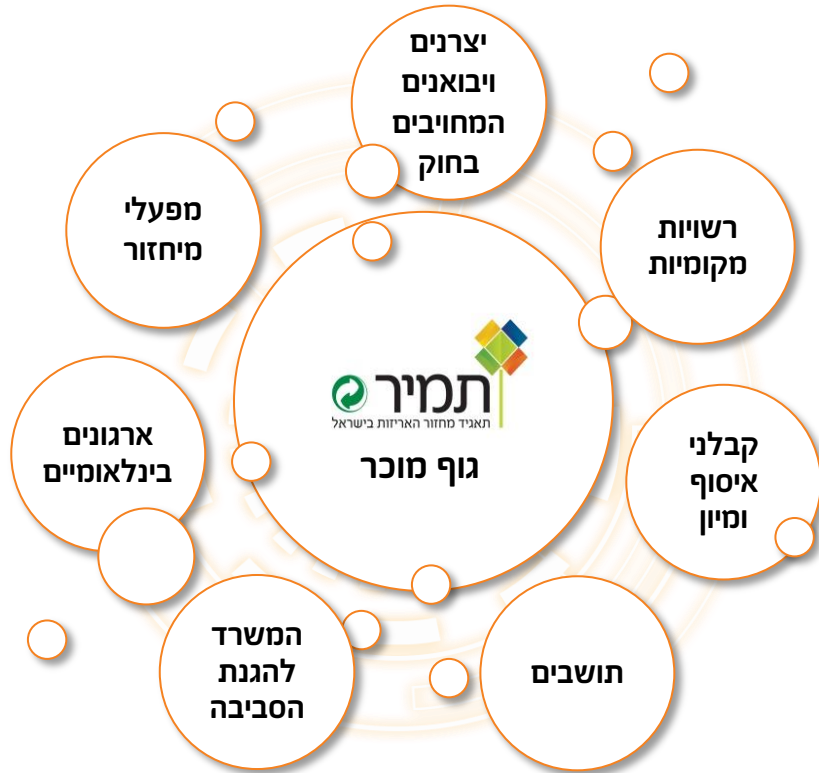 יצרנים
ויבואנים
המחויבים
בחוק
רשויות
מקומיות
קבלני
איסוף
ומיון
תושבים
המשרד
להגנת
הסביבה
ארגונים
בינלאומיים
מפעלי
מיחזור
תמיר
תאגיד מחזור האריזות בישראל
גוף מוכר